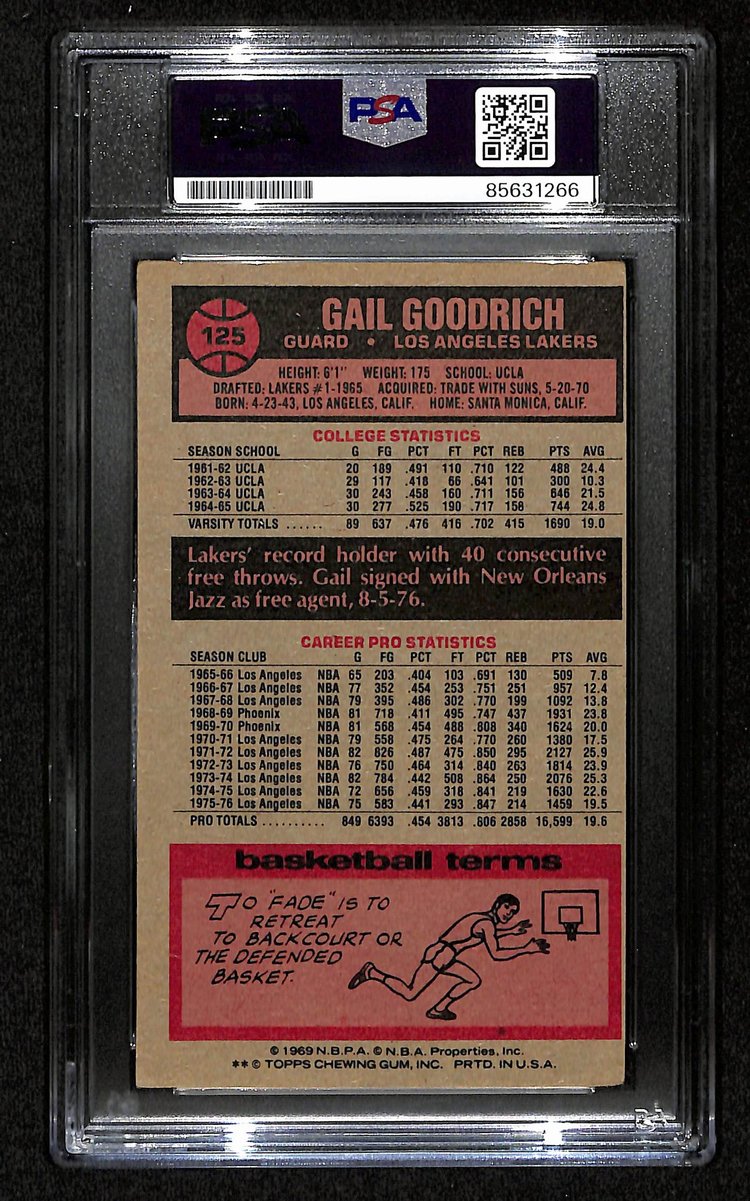 PSA
85631266
125
GAIL GOODRICH
GUARD • LOS ANGELES LAKERS
HEIGHT: 6'1" WEIGHT: 175 SCHOOL: UCLA
DRAFTED: LAKERS #1-1965 ACQUIRED: TRADE WITH SUNS, 5-20-70
BORN: 4-23-43, LOS ANGELES, CALIF. HOME: SANTA MONICA, CALIF.
COLLEGE STATISTICS
SEASON SCHOOL G FG PCT FT PCT REB PTS AVG
1961-62 UCLA 20 189 .491 110 .710 122 488 24.4
1962-63 UCLA 29 117 .418 66 .641 101 300 10.3
1963-64 UCLA 30 243 .458 160 .711 156 646 21.5
1964-65 UCLA 30 277 .525 190 .717 158 744 24.8
VARSITY TOTALS ...... 89 637 .476 416 .702 415 1690 19.0
Lakers' record holder with 40 consecutive
free throws. Gail signed with New Orleans
Jazz as free agent, 8-5-76.
CAREER PRO STATISTICS
SEASON CLUB G FG PCT FT PCT REB PTS AVG
1965-66 Los Angeles NBA 65 203 .404 103 .691 130 509 7.8
1966-67 Los Angeles NBA 77 352 .454 253 .751 251 957 12.4
1967-68 Los Angeles NBA 79 395 .486 302 .770 199 1092 13.8
1968-69 Phoenix NBA 81 718 .411 495 .747 437 1931 23.8
1969-70 Phoenix NBA 81 568 .454 488 .808 340 1624 20.0
1970-71 Los Angeles NBA 79 558 .475 264 .770 260 1380 17.5
1971-72 Los Angeles NBA 82 826 .487 475 .850 295 2127 25.9
1972-73 Los Angeles NBA 76 750 .464 314 .840 263 1814 23.9
1973-74 Los Angeles NBA 82 784 .442 508 .864 250 2076 25.3
1974-75 Los Angeles NBA 72 656 .459 318 .841 219 1630 22.6
1975-76 Los Angeles NBA 75 583 .441 293 .847 214 1459 19.5
PRO TOTALS .......... 849 6393 .454 3813 .606 2858 16,599 19.6
basketball terms
TO "FADE" IS TO
RETREAT
TO BACKCOURT OR
THE DEFENDED
BASKET.
© 1969 N.B.P.A. © N.B.A. Properties, Inc.
** © TOPPS CHEWING GUM, INC. PRTD. IN U.S.A.